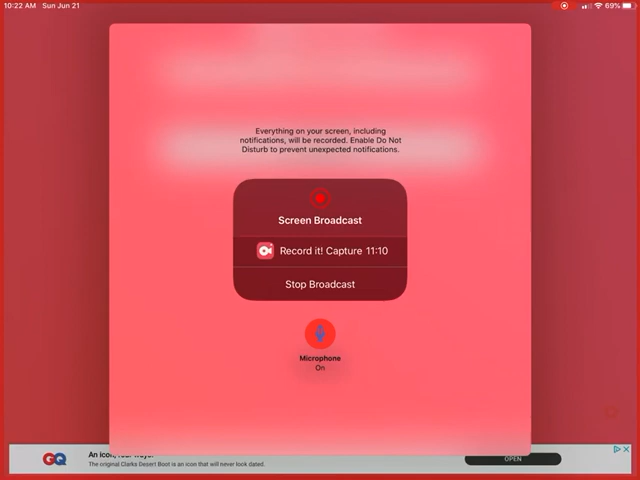 10:22 AM Sun Jun 21
69%
Everything on your screen, including
notifications, will be recorded. Enable Do Not
Disturb to prevent unexpected notifications.
Screen Broadcast
Record it! Capture 11:10
Stop Broadcast
Microphone
On
GQ
An icon,
The original Clarks Desert Boot is an icon that will never look dated.
OPEN